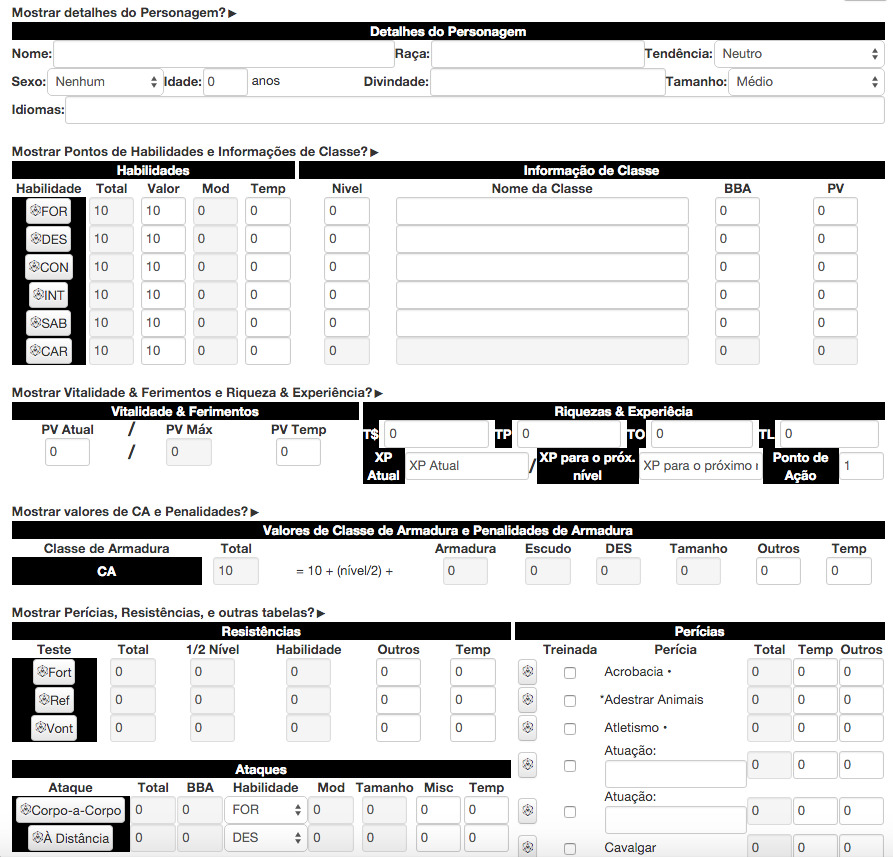 Mostrar detalhes do Personagem? ▶
Detalhes do Personagem
Nome: Raça: Tendência: Neutro
Sexo: Nenhum Idade: 0 anos Divindade: Tamanho: Médio
Idiomas:
Mostrar Pontos de Habilidades e Informações de Classe? ▶
Habilidades Informação de Classe
Habilidade Total Valor Mod Temp Nivel Nome da Classe BBA PV
FOR 10 10 0 0 0 0 0
DES 10 10 0 0 0 0 0
CON 10 10 0 0 0 0 0
INT 10 10 0 0 0 0 0
SAB 10 10 0 0 0 0 0
CAR 10 10 0 0 0 0 0
Mostrar Vitalidade & Ferimentos e Riqueza & Experiência? ▶
Vitalidade & Ferimentos Riquezas & Experiêcia
PV Atual / PV Máx PV Temp T$ 0 TP 0 TO 0 TL 0
0 / 0 0 XP Atual XP Atual / XP para o próx. nível XP para o próximo Ponto de Ação 1
Mostrar valores de CA e Penalidades? ▶
Valores de Classe de Armadura e Penalidades de Armadura
Classe de Armadura Total Armadura Escudo DES Tamanho Outros Temp
CA 10 = 10 + (nível/2) + 0 0 0 0 0 0
Mostrar Perícias, Resistências, e outras tabelas? ▶
Resistências Perícias
Teste Total 1/2 Nível Habilidade Outros Temp Treinada Perícia Total Temp Outros
Fort 0 0 0 0 0 Acrobacia • 0 0 0
Ref 0 0 0 0 0 *Adestrar Animais 0 0 0
Vont 0 0 0 0 0 Atletismo • 0 0 0
Atuação: 0 0 0
Ataques
Ataque Total BBA Habilidade Mod Tamanho Misc Temp
Corpo-a-Corpo 0 0 FOR 0 0 0 0 Atuação: 0 0 0
À Distância 0 0 DES 0 0 0 0 Cavalgar 0 0 0